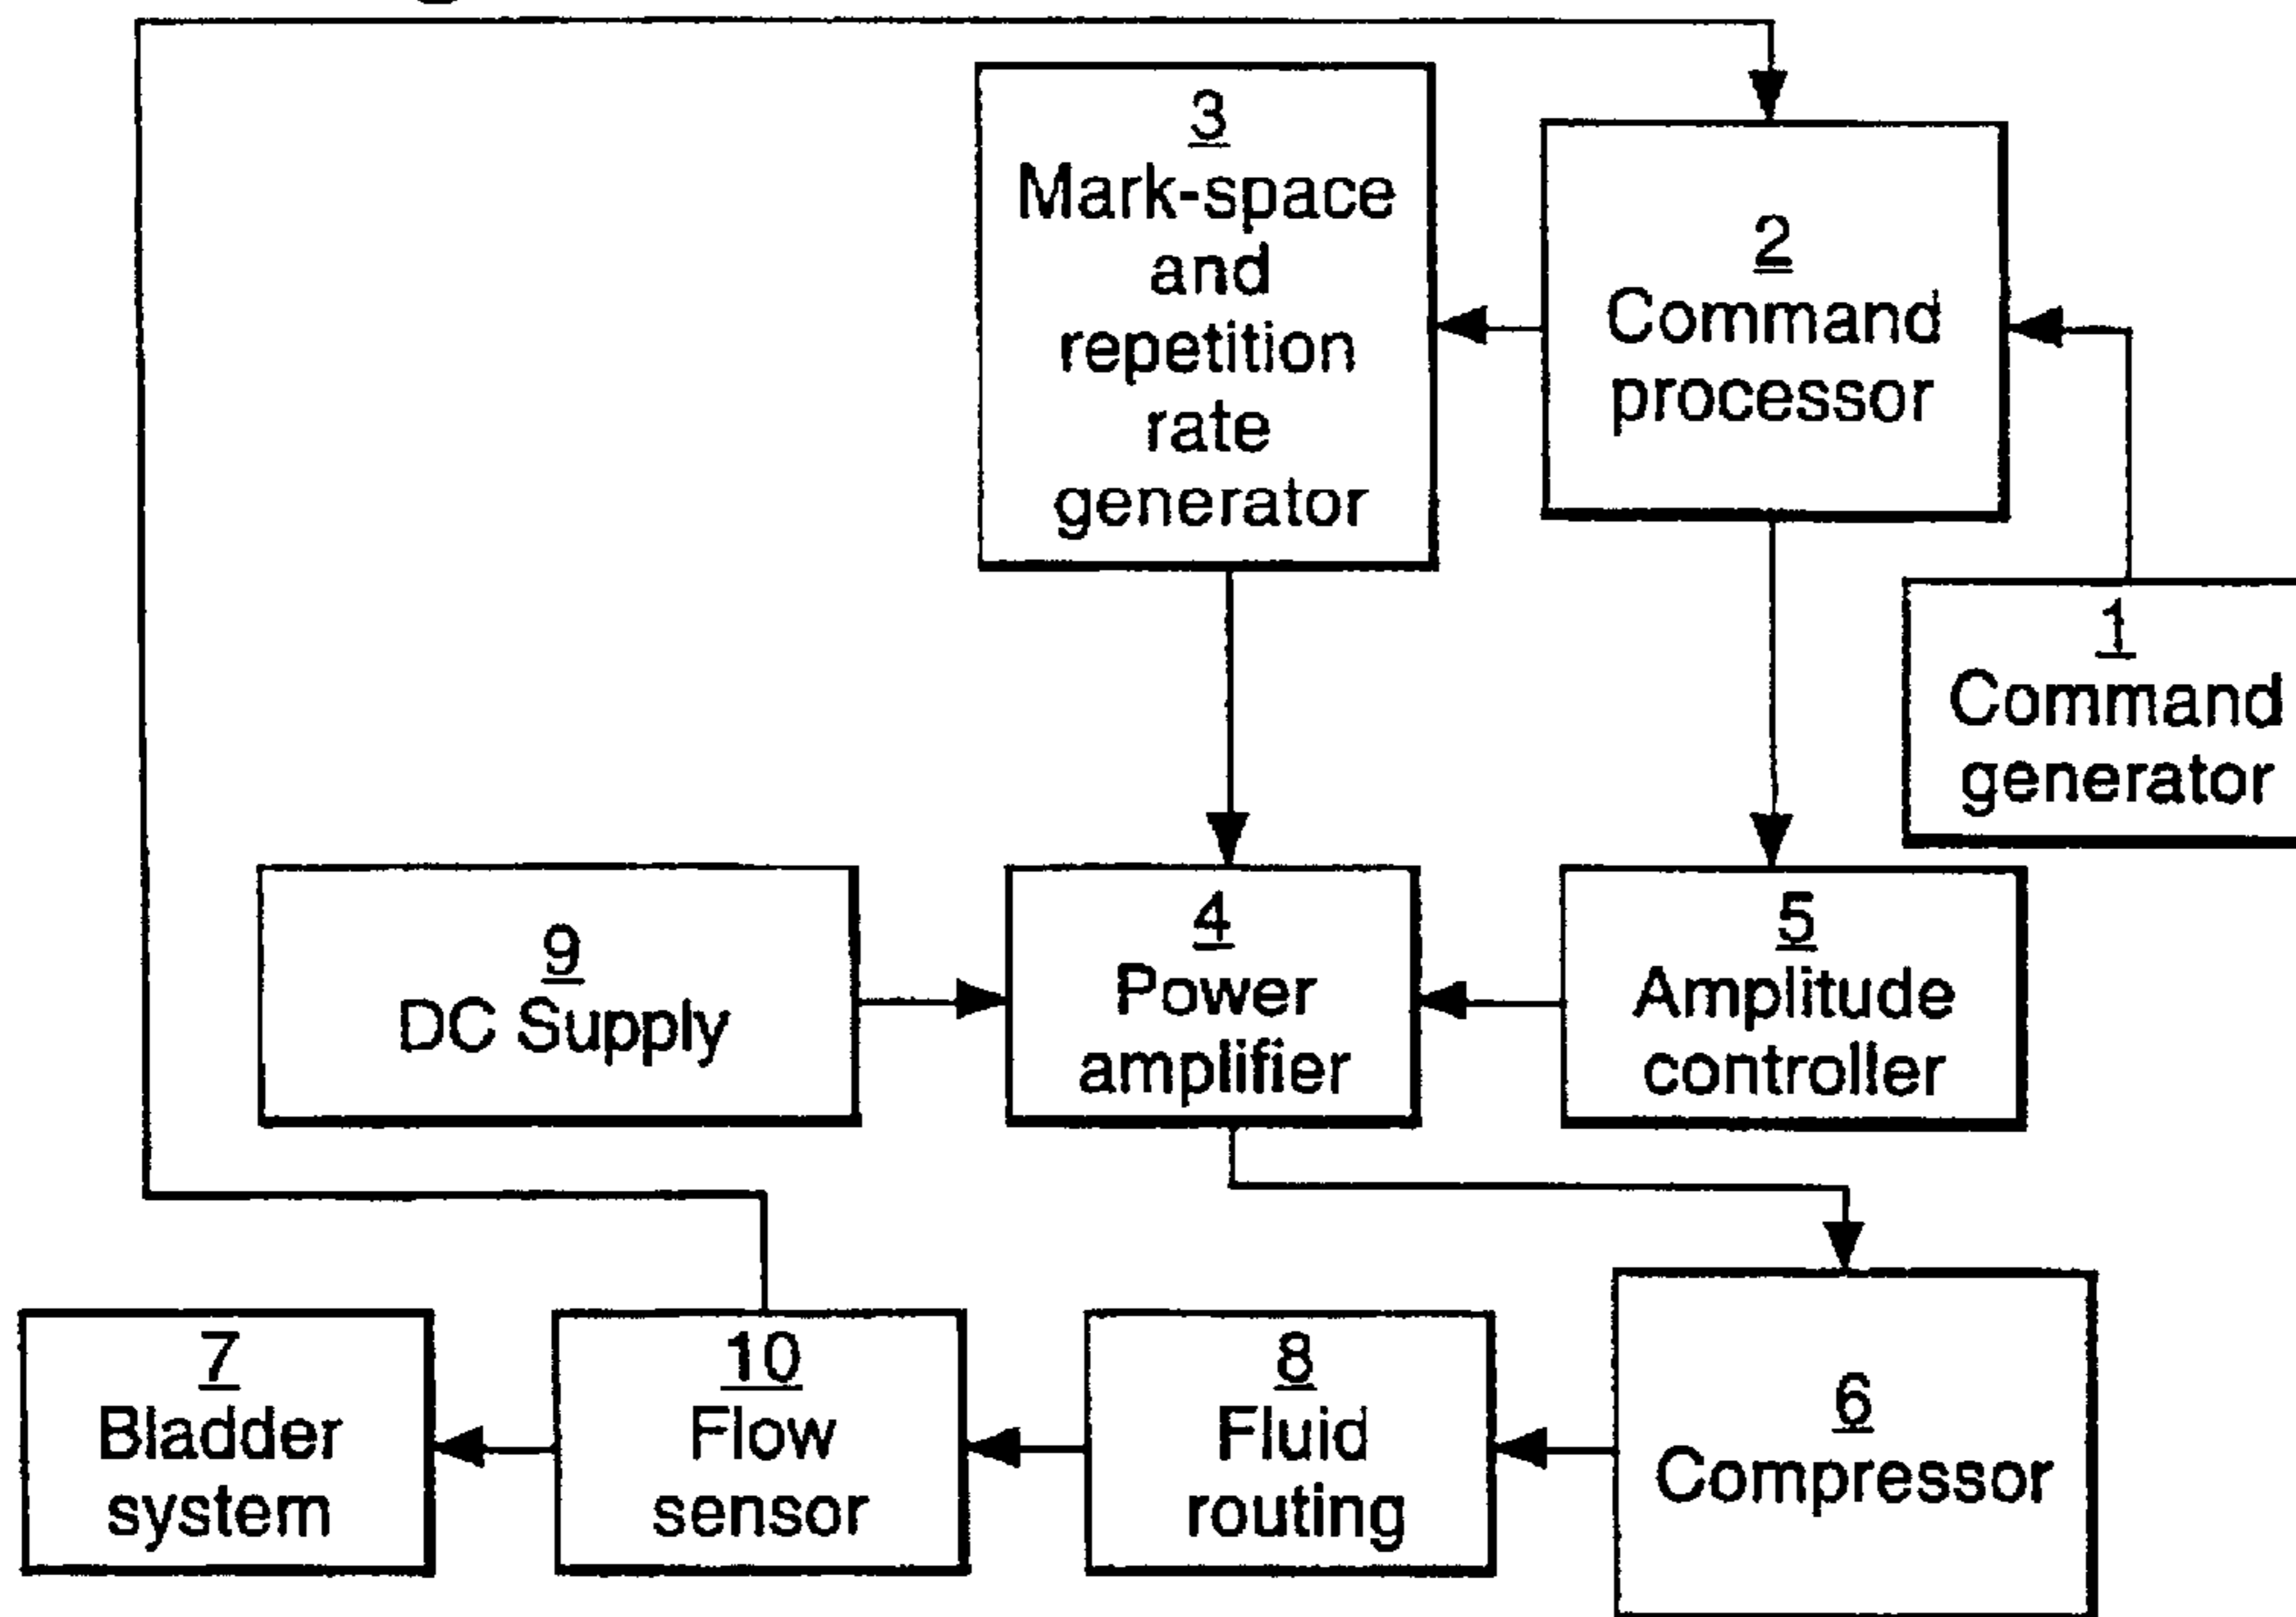 3
Mark-space
and
repetition
rate
generator
2
Command
processor
1
Command
generator
9
DC Supply
4
Power
amplifier
5
Amplitude
controller
7
Bladder
system
10
Flow
sensor
8
Fluid
routing
6
Compressor